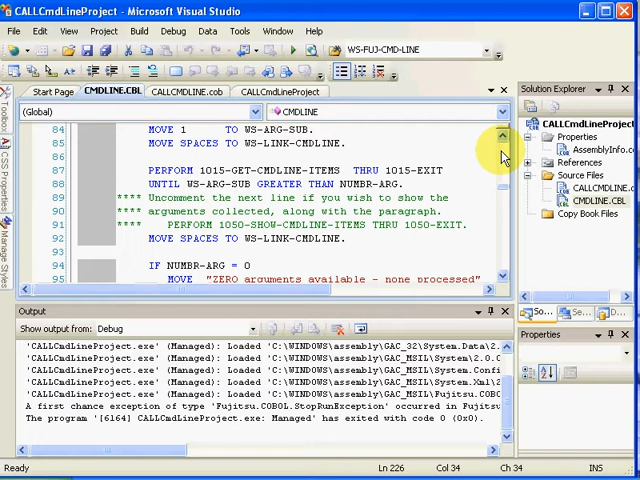 CALLCmdLineProject - Microsoft Visual Studio
File Edit View Project Build Debug Data Tools Window Help
WS-FUJ-CMD-LINE
Start Page CMDLINE.CBL CALLCMDLINE.cob CALLCmdLineProject
(Global) CMDLINE
84 MOVE 1 TO WS-ARG-SUB.
85 MOVE SPACES TO WS-LINK-CMDLINE.
86
87 PERFORM 1015-GET-CMDLINE-ITEMS THRU 1015-EXIT
88 UNTIL WS-ARG-SUB GREATER THAN NUMBR-ARG.
89 **** Uncomment the next line if you wish to show the
90 **** arguments collected, along with the paragraph.
91 **** PERFORM 1050-SHOW-CMDLINE-ITEMS THRU 1050-EXIT.
92 MOVE SPACES TO WS-LINK-CMDLINE.
93
94 IF NUMBR-ARG = 0
95 MOVE "ZERO arguments available - none processed"
Toolbox
CSS Properties
Manage Styles
Solution Explorer
CALLCmdLineProject
Properties
AssemblyInfo.c
References
Source Files
CALLCMDLINE.c
CMDLINE.CBL
Copy Book Files
So... Se... D...
Properties
Output
Show output from: Debug
'CALLCmdLineProject.exe' (Managed): Loaded 'C:\WINDOWS\assembly\GAC_32\System.Data\2.
'CALLCmdLineProject.exe' (Managed): Loaded 'C:\WINDOWS\assembly\GAC_MSIL\System\2.0.0
'CALLCmdLineProject.exe' (Managed): Loaded 'C:\WINDOWS\assembly\GAC_MSIL\System.Confi
'CALLCmdLineProject.exe' (Managed): Loaded 'C:\WINDOWS\assembly\GAC_MSIL\System.Xml\2
'CALLCmdLineProject.exe' (Managed): Loaded 'C:\WINDOWS\assembly\GAC_MSIL\Fujitsu.COBO
A first chance exception of type 'Fujitsu.COBOL.StopRunException' occurred in Fujitsu
The program '[6164] CALLCmdLineProject.exe: Managed' has exited with code 0 (0x0).
Ready Ln 226 Col 34 Ch 34 INS